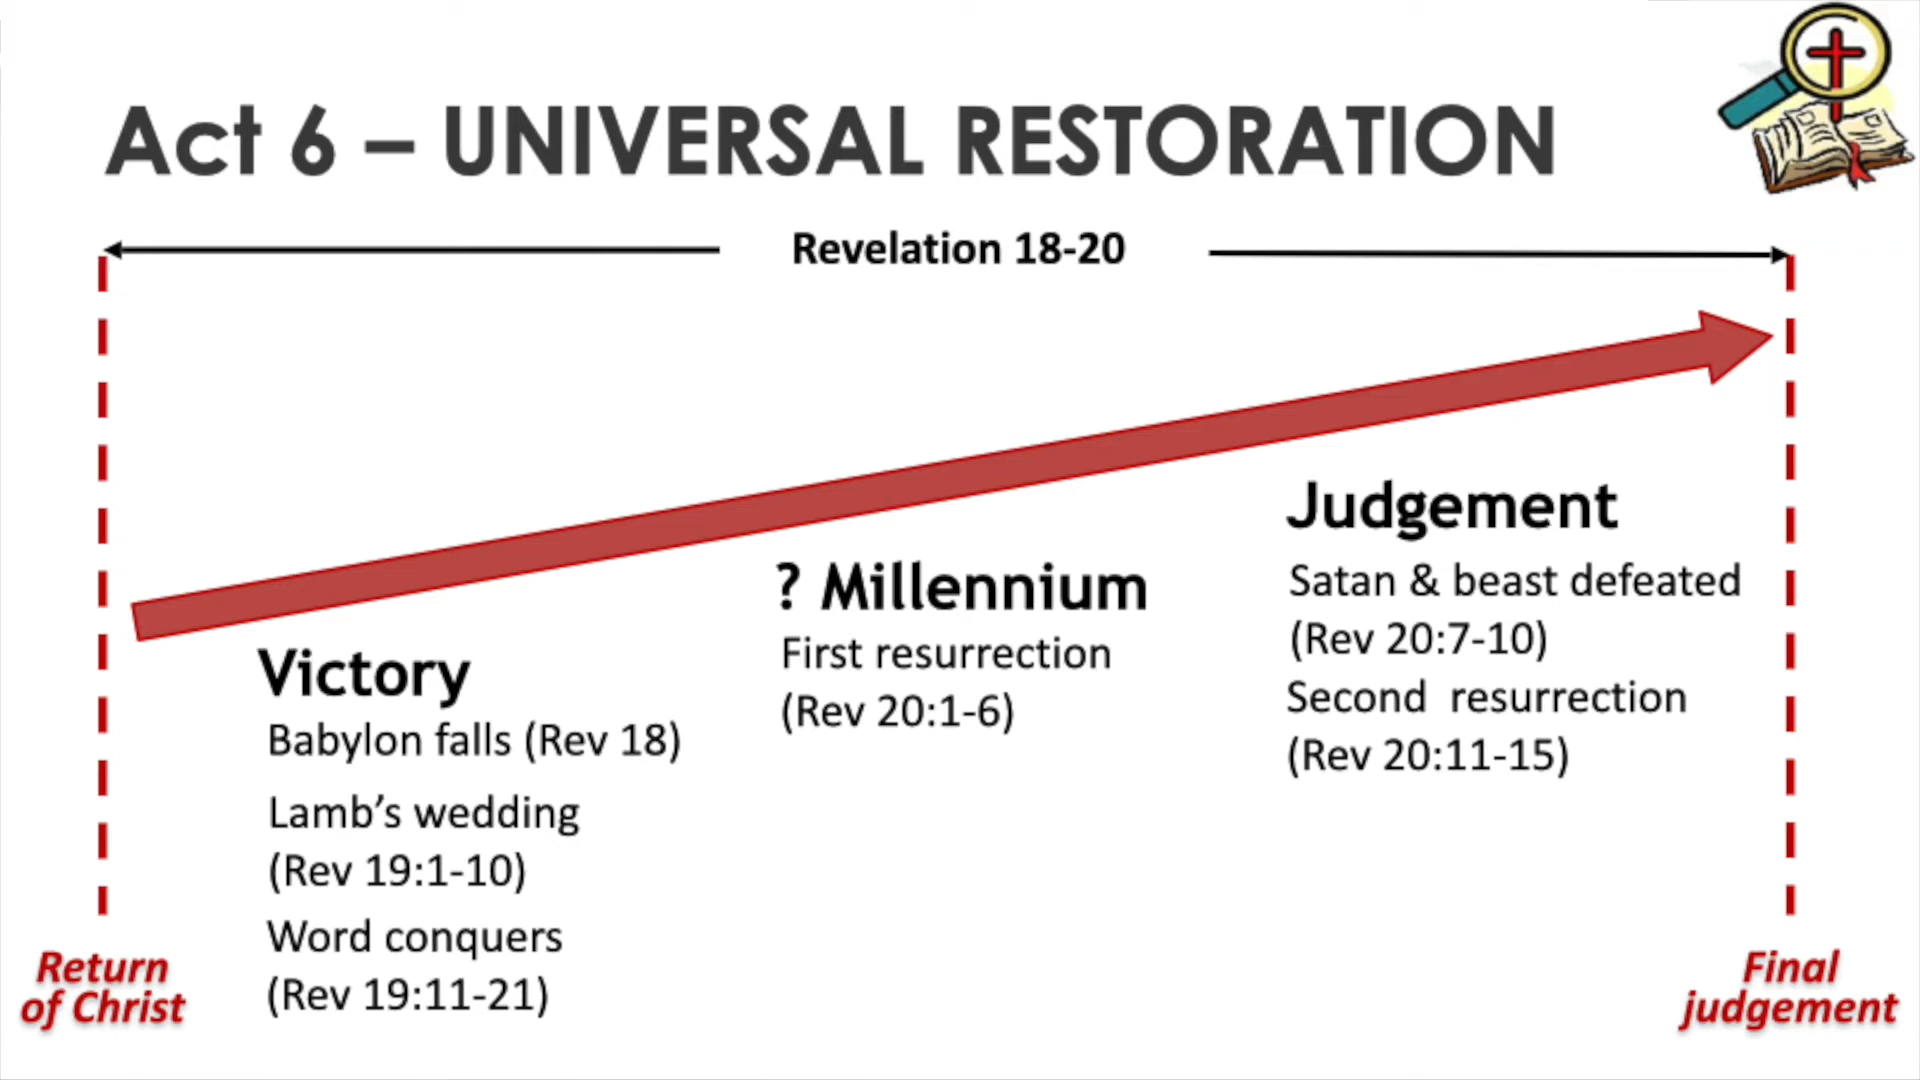 Act 6 – UNIVERSAL RESTORATION
Revelation 18-20
Victory
Babylon falls (Rev 18)
Lamb’s wedding
(Rev 19:1-10)
Word conquers
(Rev 19:11-21)
? Millennium
First resurrection
(Rev 20:1-6)
Judgement
Satan & beast defeated
(Rev 20:7-10)
Second resurrection
(Rev 20:11-15)
Return
of Christ
Final
judgement